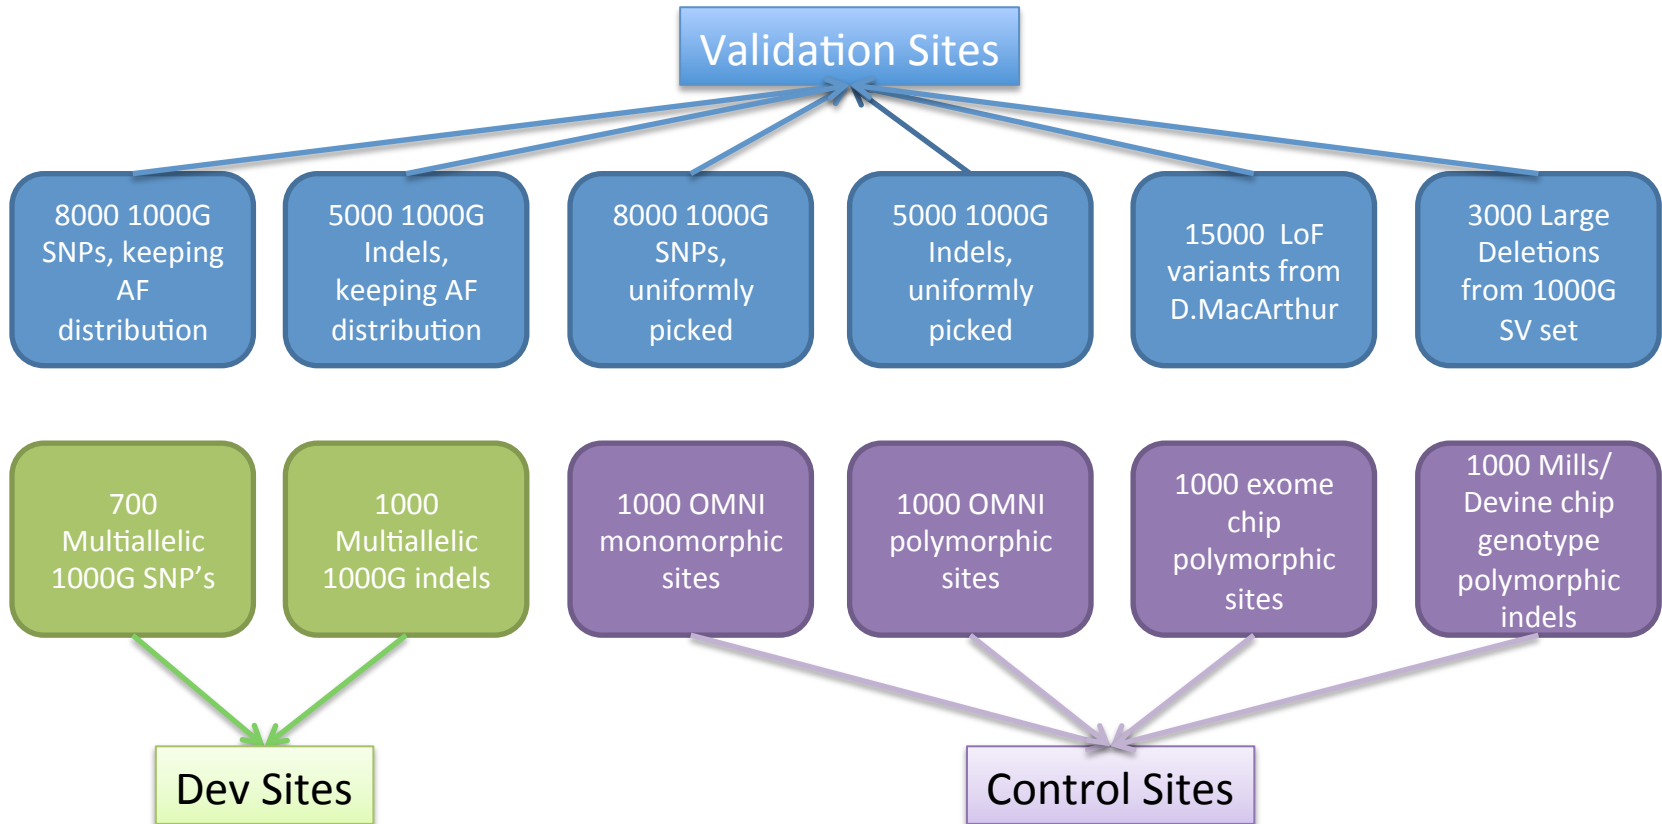 Validation Sites
8000 1000G
SNPs, keeping
AF
distribution
5000 1000G
Indels,
keeping AF
distribution
8000 1000G
SNPs,
uniformly
picked
5000 1000G
Indels,
uniformly
picked
15000 LoF
variants from
D.MacArthur
3000 Large
Deletions
from 1000G
SV set
700
Multiallelic
1000G SNP’s
1000
Multiallelic
1000G indels
1000 OMNI
monomorphic
sites
1000 OMNI
polymorphic
sites
1000 exome
chip
polymorphic
sites
1000 Mills/
Devine chip
genotype
polymorphic
indels
Dev Sites
Control Sites